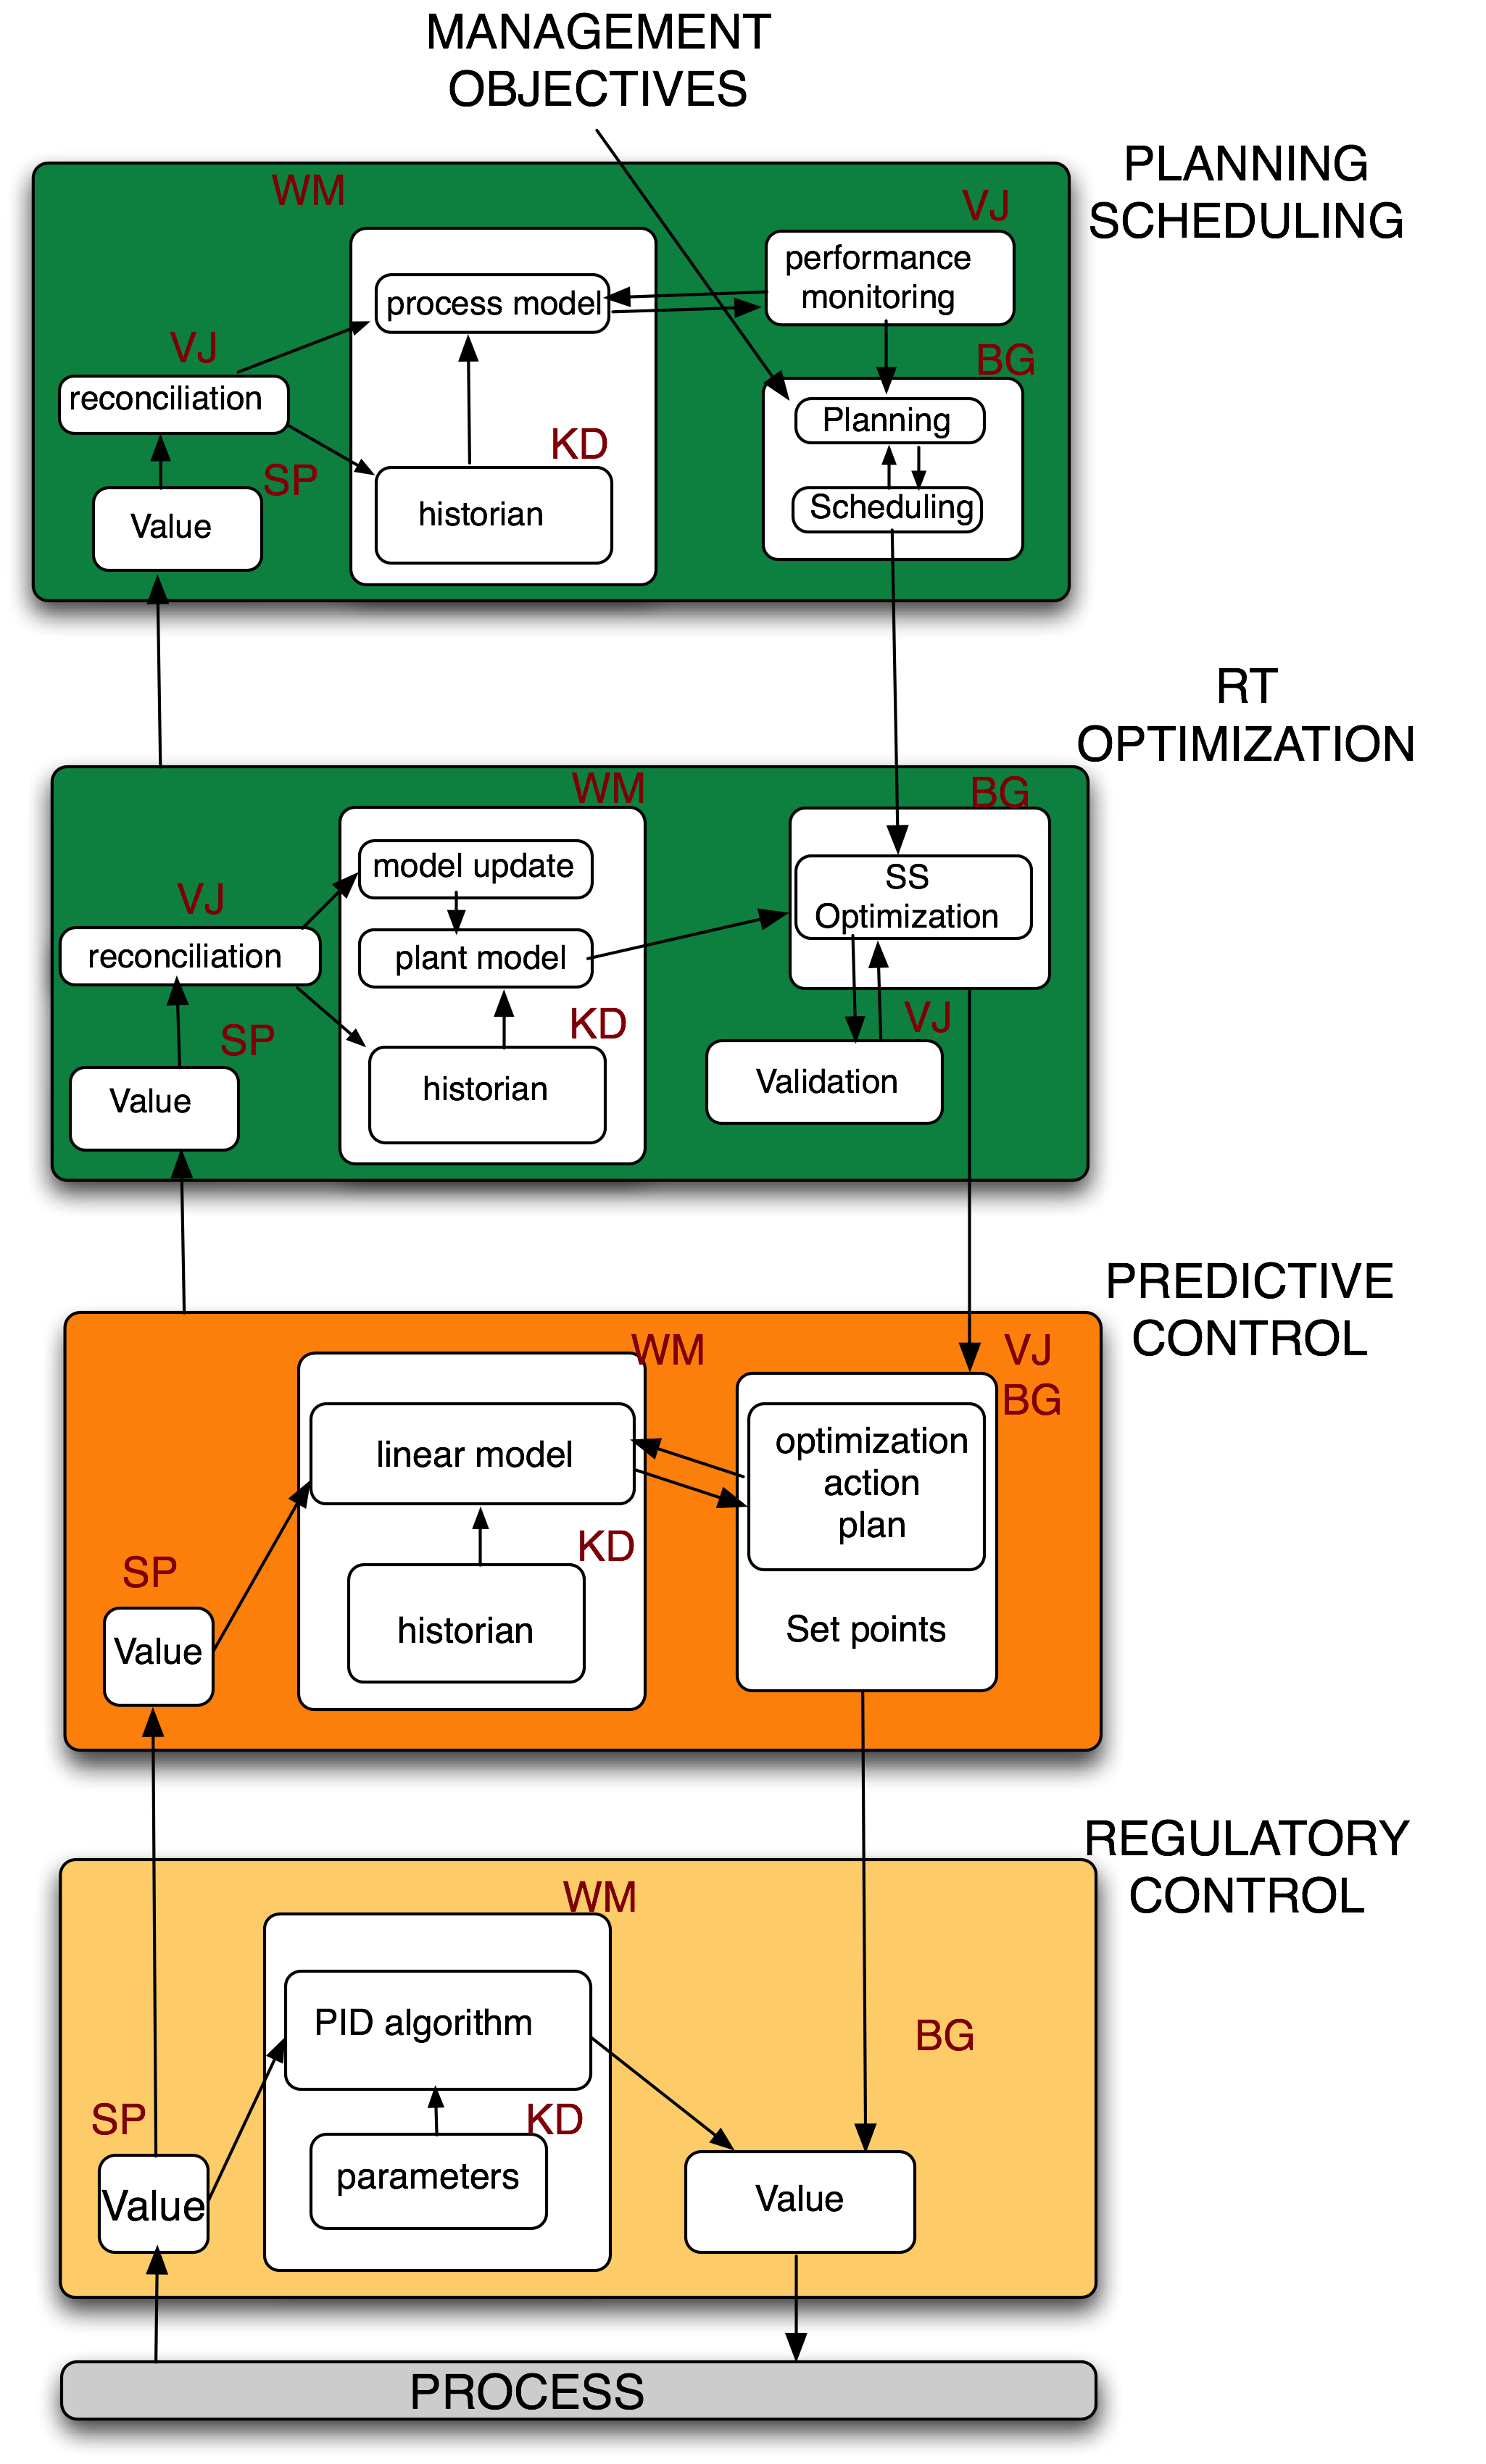 MANAGEMENT
OBJECTIVES
PLANNING
SCHEDULING
WM
VJ
performance
monitoring
process model
VJ
BG
reconciliation
Planning
KD
SP
Scheduling
historian
Value
RT
OPTIMIZATION
WM
BG
model update
SS
Optimization
VJ
reconciliation
plant model
KD
VJ
SP
historian
Validation
Value
PREDICTIVE
CONTROL
WM
VJ
BG
linear model
optimization
action
plan
KD
SP
historian
Set points
Value
REGULATORY
CONTROL
WM
PID algorithm
BG
SP
KD
parameters
Value
Value
PROCESS